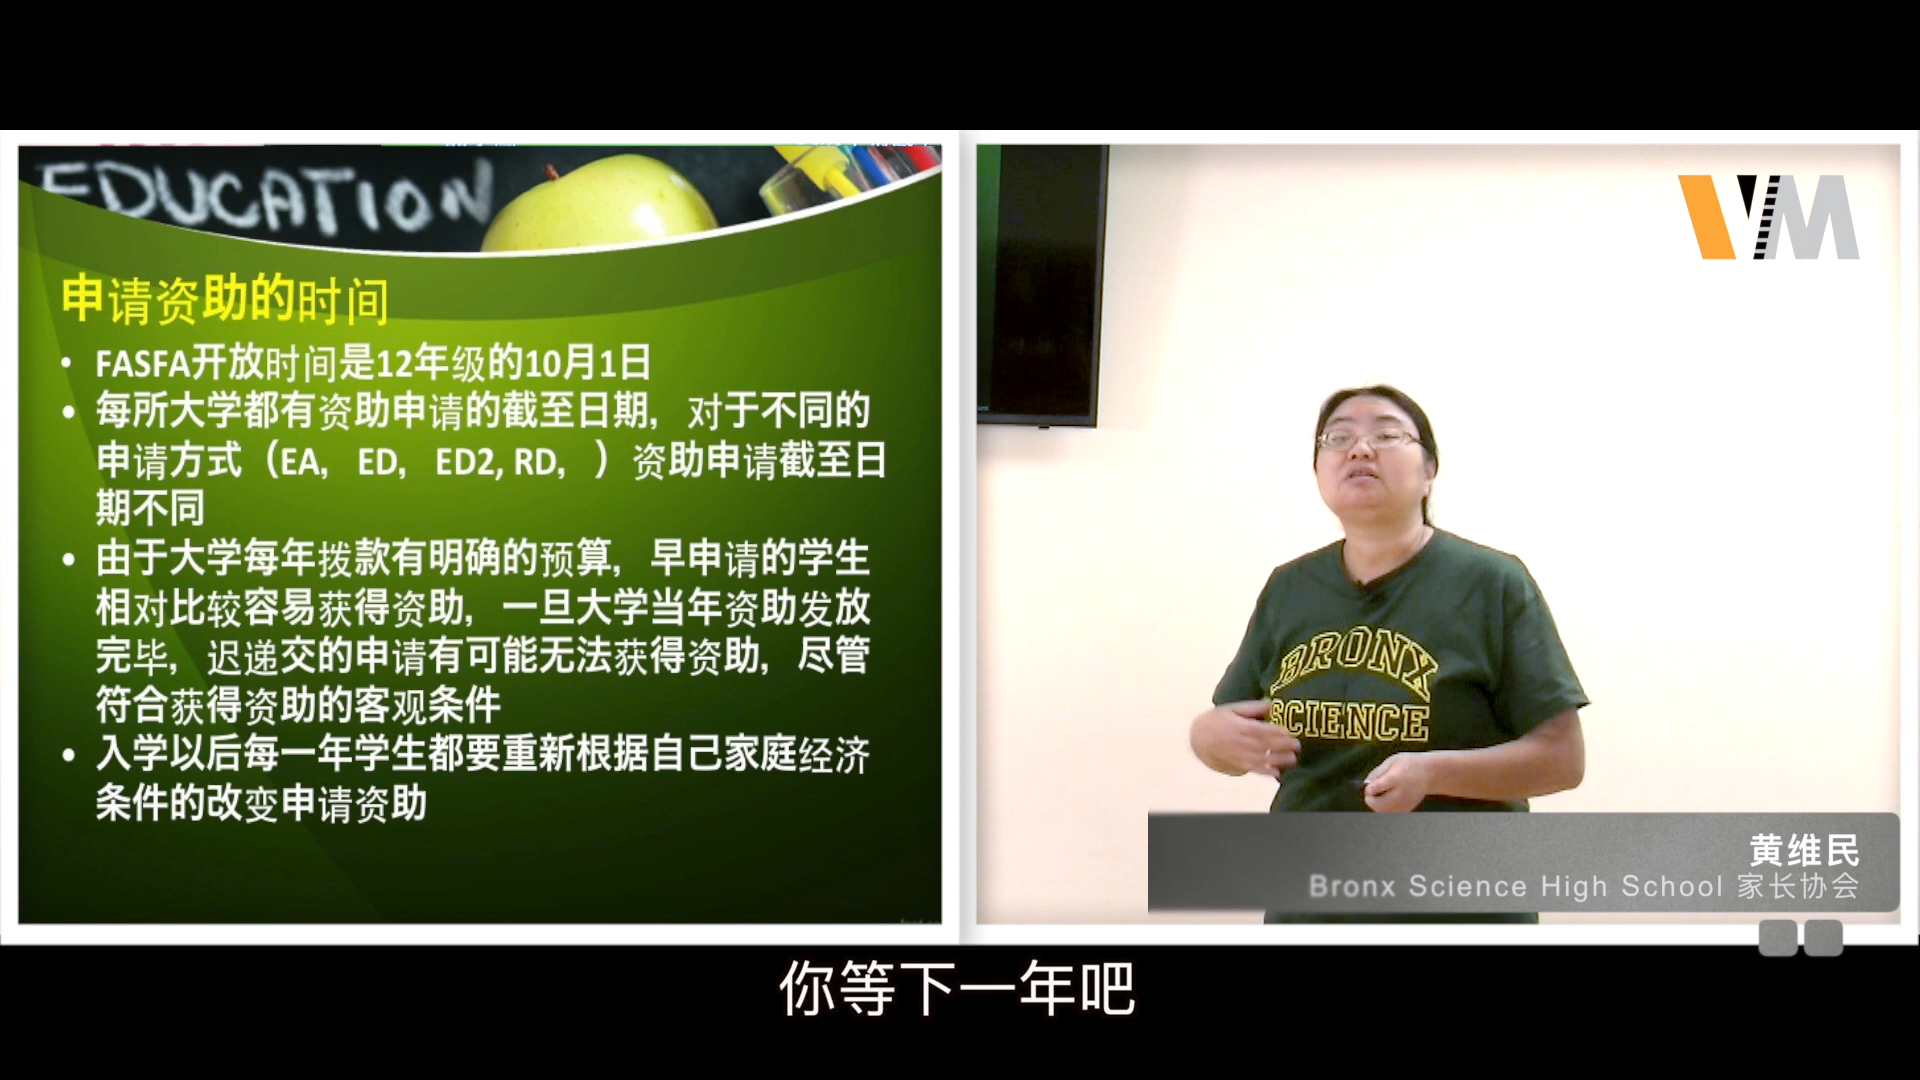 EDUCATION
申请资助的时间
• FASFA开放时间是12年级的10月1日
• 每所大学都有资助申请的截至日期，对于不同的
申请方式（EA，ED，ED2, RD，）资助申请截至日
期不同
• 由于大学每年拨款有明确的预算，早申请的学生
相对比较容易获得资助，一旦大学当年资助发放
完毕，迟递交的申请有可能无法获得资助，尽管
符合获得资助的客观条件
• 入学以后每一年学生都要重新根据自己家庭经济
条件的改变申请资助
VM
BRONX
SCIENCE
黄维民
Bronx Science High School 家长协会
你等下一年吧